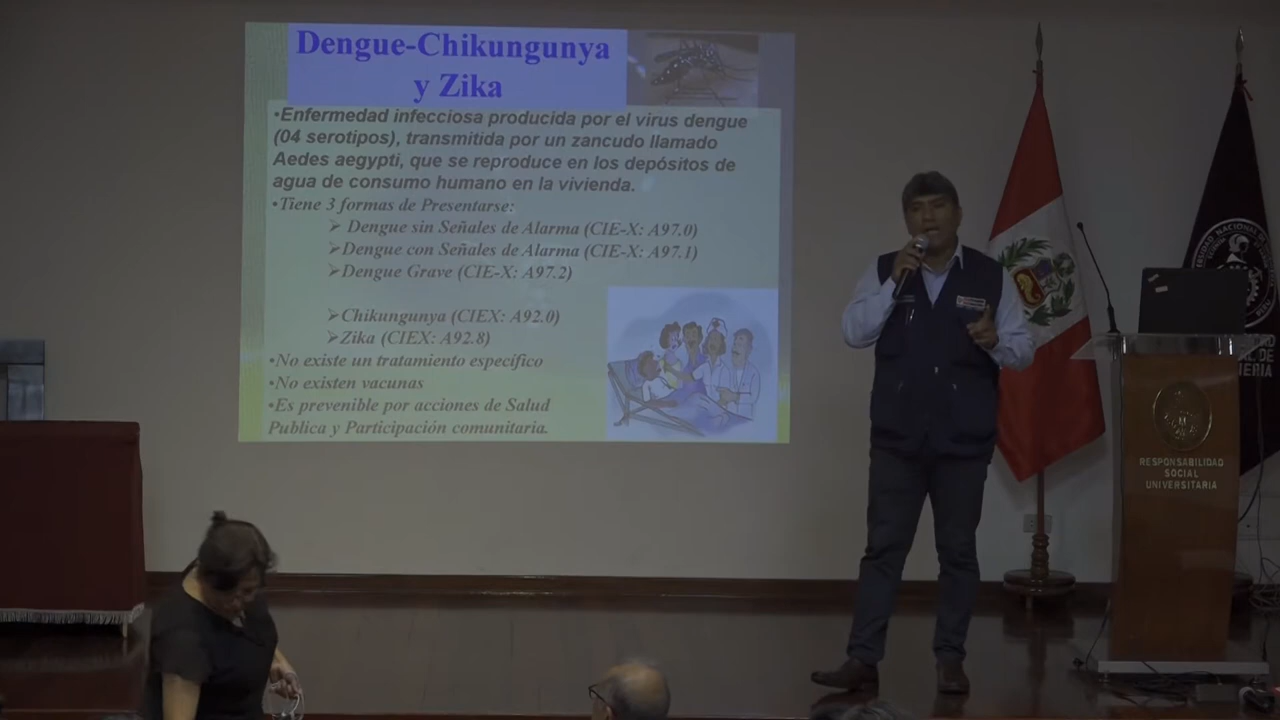 Dengue-Chikungunya
y Zika
•Enfermedad infecciosa producida por el virus dengue
(04 serotipos), transmitida por un zancudo llamado
Aedes aegypti, que se reproduce en los depósitos de
agua de consumo humano en la vivienda.
•Tiene 3 formas de Presentarse:
➢ Dengue sin Señales de Alarma (CIE-X: A97.0)
➢Dengue con Señales de Alarma (CIE-X: A97.1)
➢Dengue Grave (CIE-X: A97.2)
➢Chikungunya (CIEX: A92.0)
➢Zika (CIEX: A92.8)
•No existe un tratamiento específico
•No existen vacunas
•Es prevenible por acciones de Salud
Publica y Participación comunitaria.
RESPONSABILIDAD
SOCIAL
UNIVERSITARIA
NACIONAL